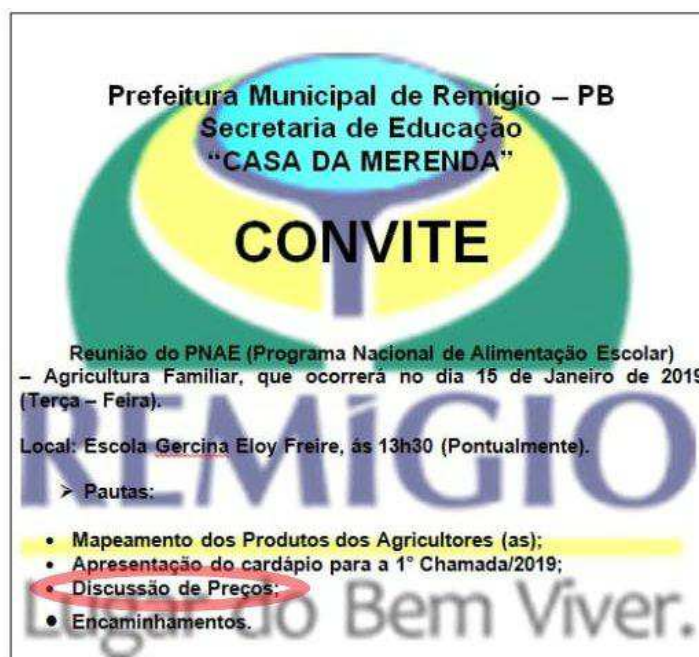 Prefeitura Municipal de Remígio – PB
Secretaria de Educação
“CASA DA MERENDA”
CONVITE
Reunião do PNAE (Programa Nacional de Alimentação Escolar)
– Agricultura Familiar, que ocorrerá no dia 15 de Janeiro de 2019
(Terça – Feira).
Local: Escola Gercina Eloy Freire, ás 13h30 (Pontualmente).
REMÍGIO
➤ Pautas:
• Mapeamento dos Produtos dos Agricultores (as);
• Apresentação do cardápio para a 1° Chamada/2019;
• Discussão de Preços;
Lugar do Bem Viver.
• Encaminhamentos.